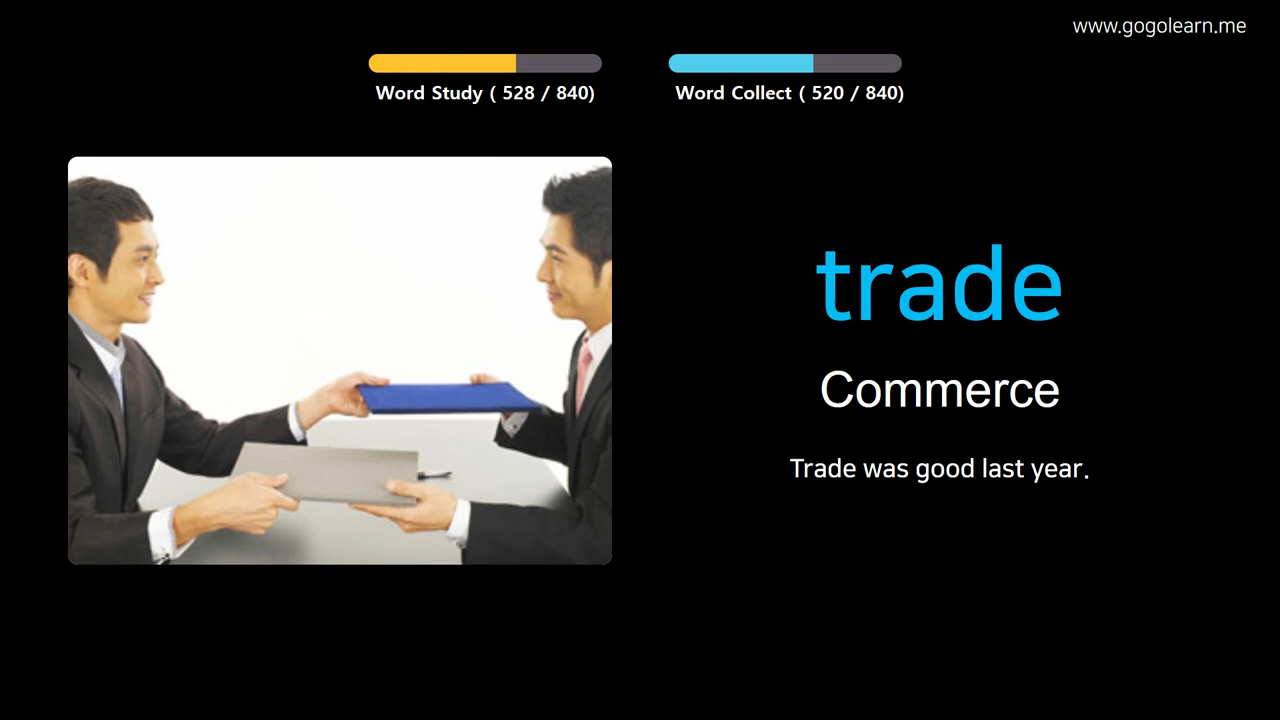 www.gogolearn.me
Word Study ( 528 / 840)
Word Collect ( 520 / 840)
trade
Commerce
Trade was good last year.